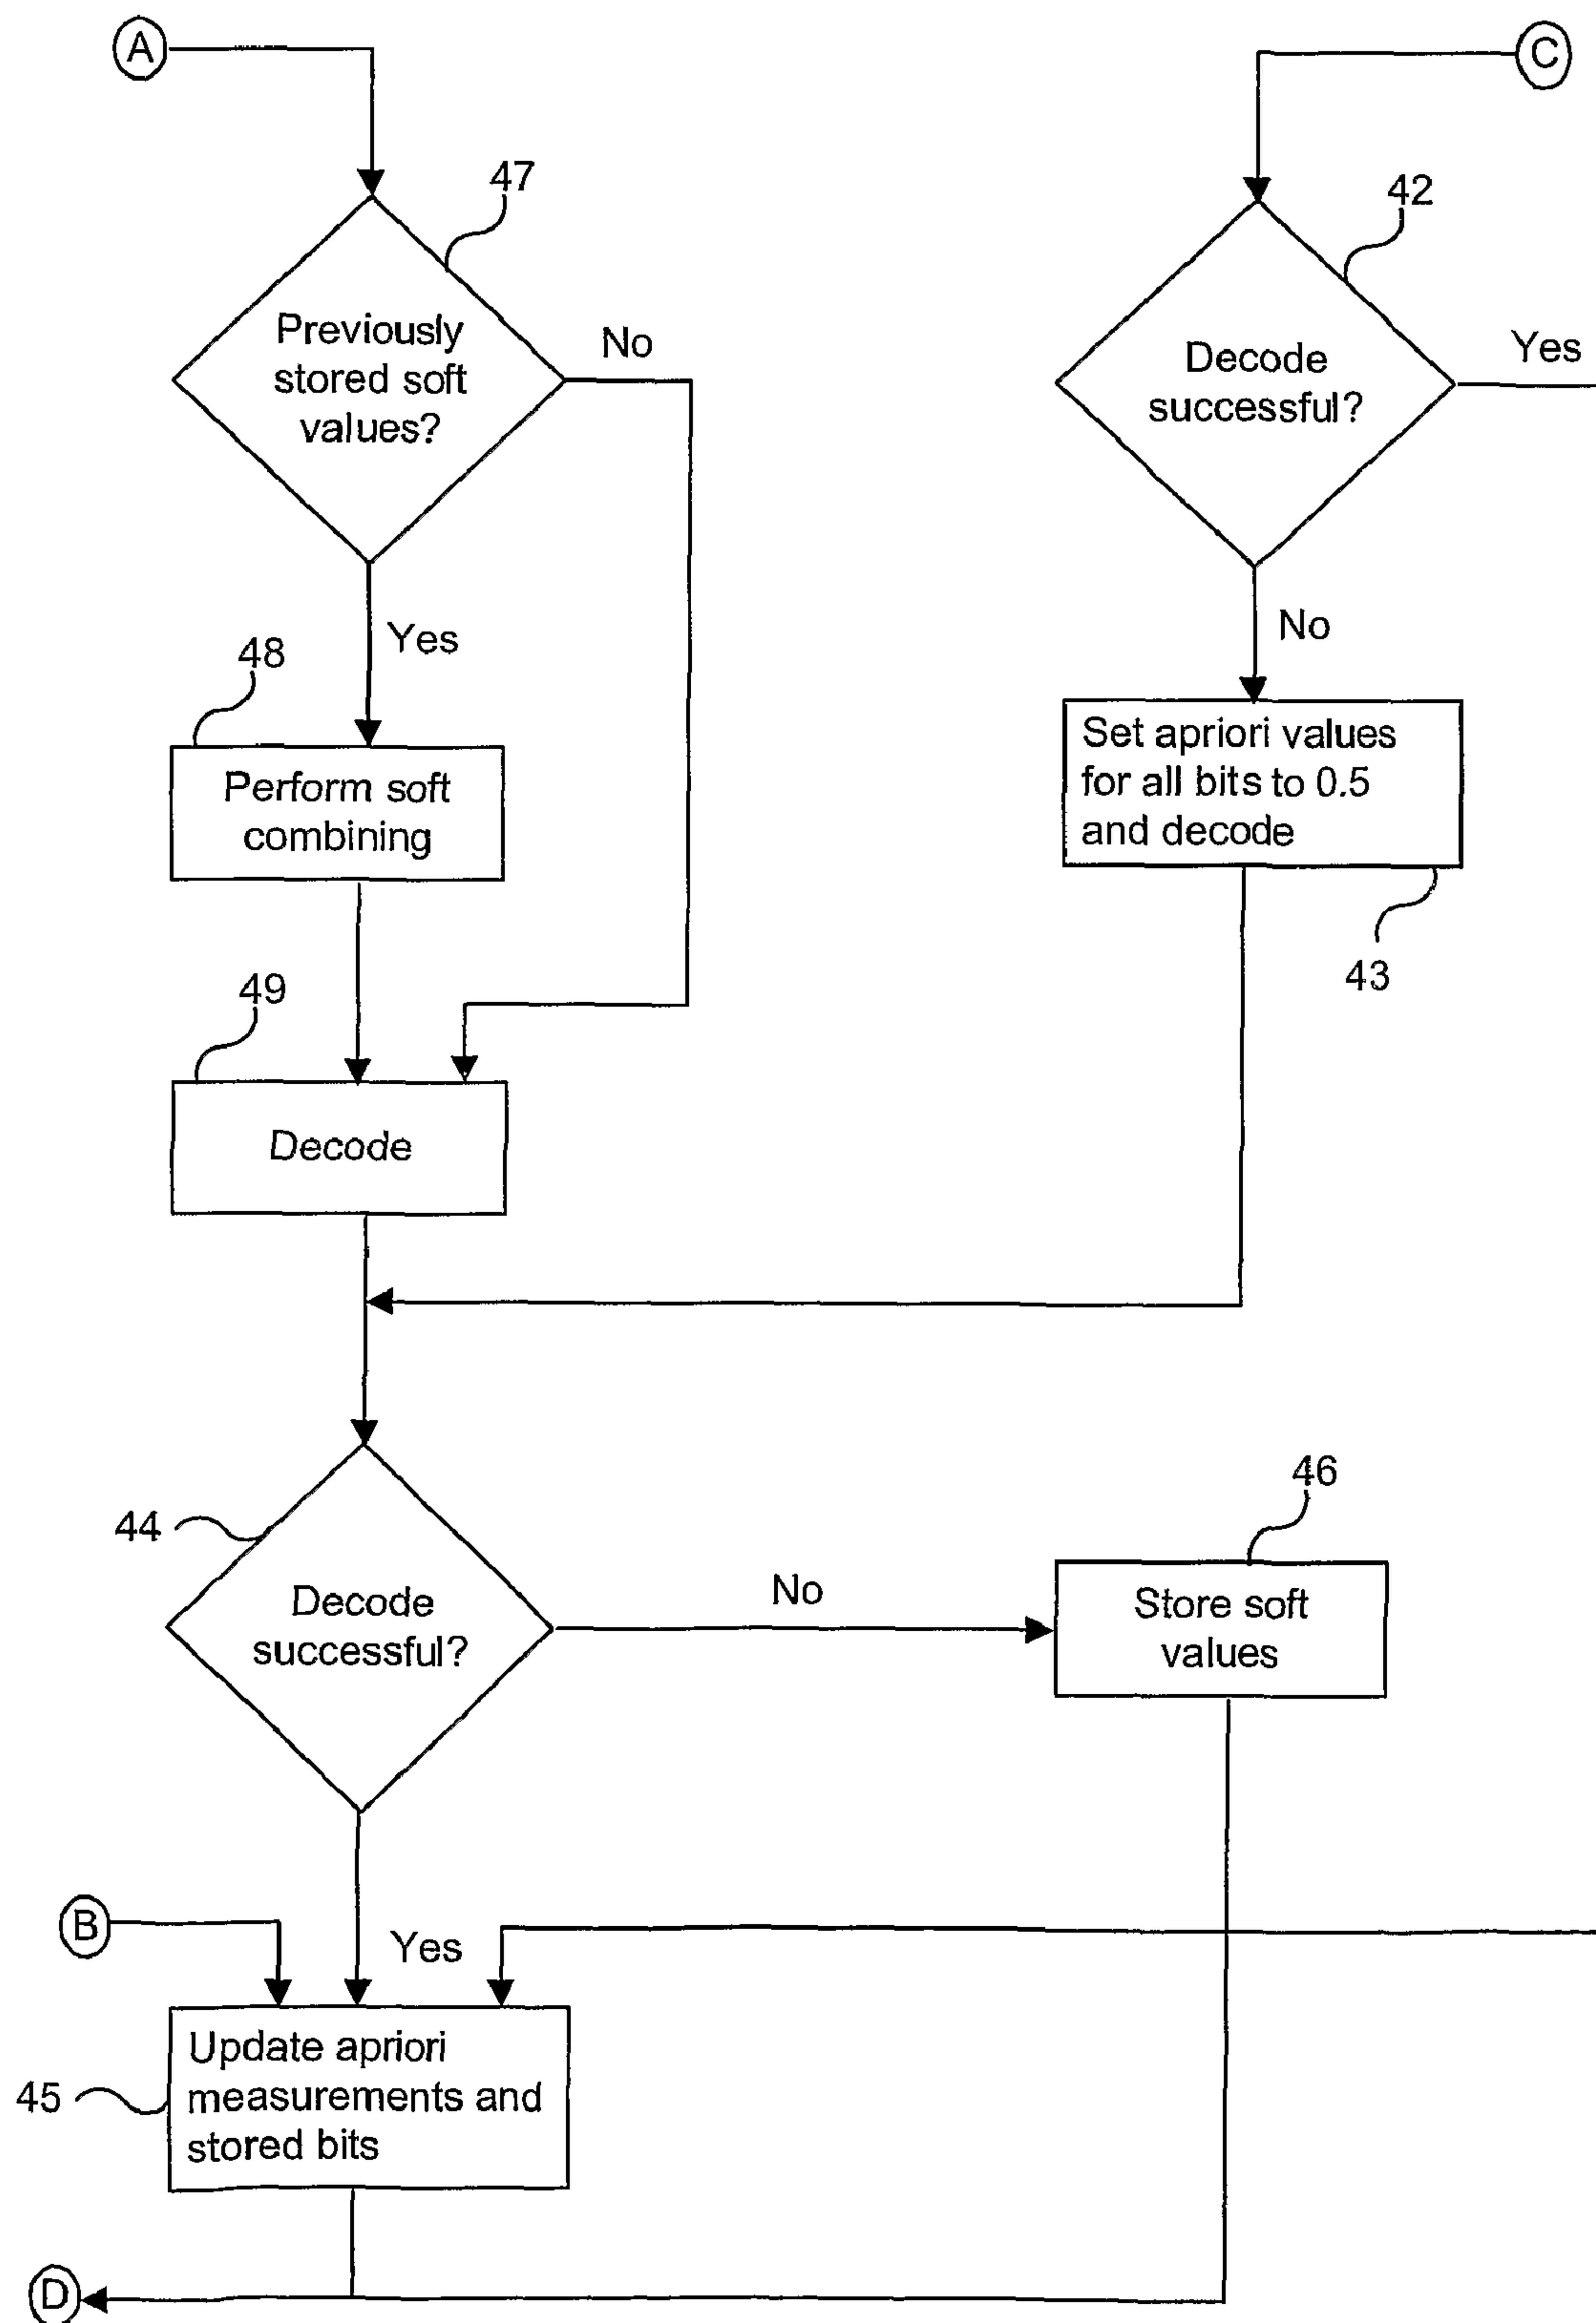 A
C
47
42
Previously
stored soft
values?
No
Decode
successful?
Yes
Yes
No
48
Perform soft
combining
Set apriori values
for all bits to 0.5
and decode
43
49
Decode
44
Decode
successful?
No
46
Store soft
values
B
Yes
Update apriori
measurements and
stored bits
45
D